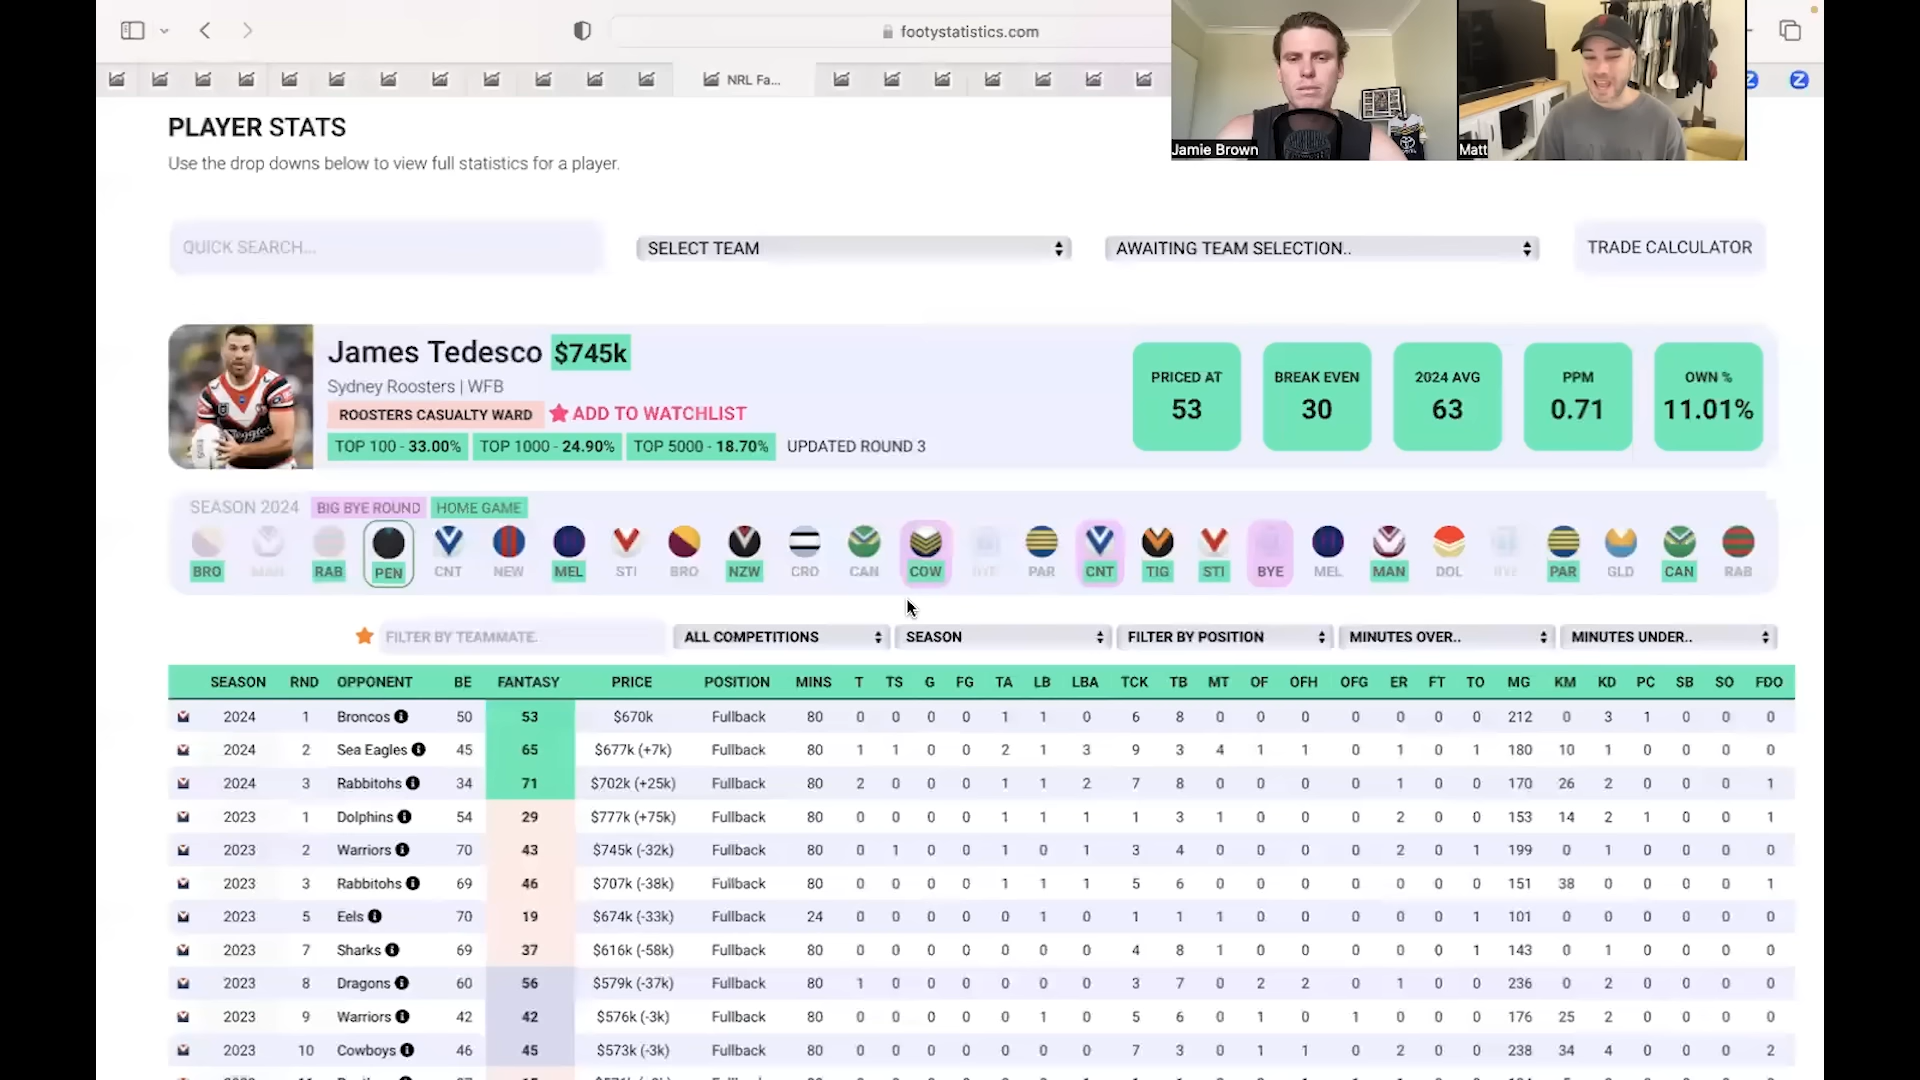 footystatistics.com
NRL Fa...
Jamie Brown
Matt
PLAYER STATS
Use the drop downs below to view full statistics for a player.
QUICK SEARCH...
SELECT TEAM
AWAITING TEAM SELECTION..
TRADE CALCULATOR
James Tedesco $745k
Sydney Roosters | WFB
ROOSTERS CASUALTY WARD ADD TO WATCHLIST
TOP 100 - 33.00% TOP 1000 - 24.90% TOP 5000 - 18.70% UPDATED ROUND 3
PRICED AT 53
BREAK EVEN 30
2024 AVG 63
PPM 0.71
OWN % 11.01%
SEASON 2024 BIG BYE ROUND HOME GAME
BRO MAN RAB PEN CNT NEW MEL STI BRO NZW CRO CAN COW BYE PAR CNT TIG STI BYE MEL MAN DOL BYE PAR GLD CAN RAB
FILTER BY TEAMMATE. ALL COMPETITIONS SEASON FILTER BY POSITION MINUTES OVER.. MINUTES UNDER..
SEASON RND OPPONENT BE FANTASY PRICE POSITION MINS T TS G FG TA LB LBA TCK TB MT OF OFH OFG ER FT TO MG KM KD PC SB SO FDO
2024 1 Broncos 50 53 $670k Fullback 80 0 0 0 0 1 1 0 6 8 0 0 0 0 0 0 0 212 0 3 1 0 0 0
2024 2 Sea Eagles 45 65 $677k (+7k) Fullback 80 1 1 0 0 2 1 3 9 3 4 1 1 0 1 0 1 180 10 1 0 0 0 0
2024 3 Rabbitohs 34 71 $702k (+25k) Fullback 80 2 0 0 0 1 1 2 7 8 0 0 0 0 1 0 0 170 26 2 0 0 0 1
2023 1 Dolphins 54 29 $777k (+75k) Fullback 80 0 0 0 0 1 1 1 1 3 1 0 0 0 2 0 0 153 14 2 1 0 0 1
2023 2 Warriors 70 43 $745k (-32k) Fullback 80 0 1 0 0 1 0 1 3 4 0 0 0 0 2 0 1 199 0 1 0 0 0 0
2023 3 Rabbitohs 69 46 $707k (-38k) Fullback 80 0 0 0 0 1 1 1 5 6 0 0 0 0 0 0 0 151 38 0 0 0 0 1
2023 5 Eels 70 19 $674k (-33k) Fullback 24 0 0 0 0 0 1 0 1 1 1 0 0 0 0 0 1 101 0 0 0 0 0 0
2023 7 Sharks 69 37 $616k (-58k) Fullback 80 0 0 0 0 0 0 0 4 8 1 0 0 0 0 0 1 143 0 1 0 0 0 0
2023 8 Dragons 60 56 $579k (-37k) Fullback 80 1 0 0 0 0 0 0 3 7 0 2 2 0 1 0 0 236 0 2 0 0 0 0
2023 9 Warriors 42 42 $576k (-3k) Fullback 80 0 0 0 0 0 1 0 5 6 0 1 0 1 0 0 0 176 25 2 0 0 0 0
2023 10 Cowboys 46 45 $573k (-3k) Fullback 80 0 0 0 0 0 0 0 7 3 0 1 1 0 2 0 0 238 34 4 0 0 0 2